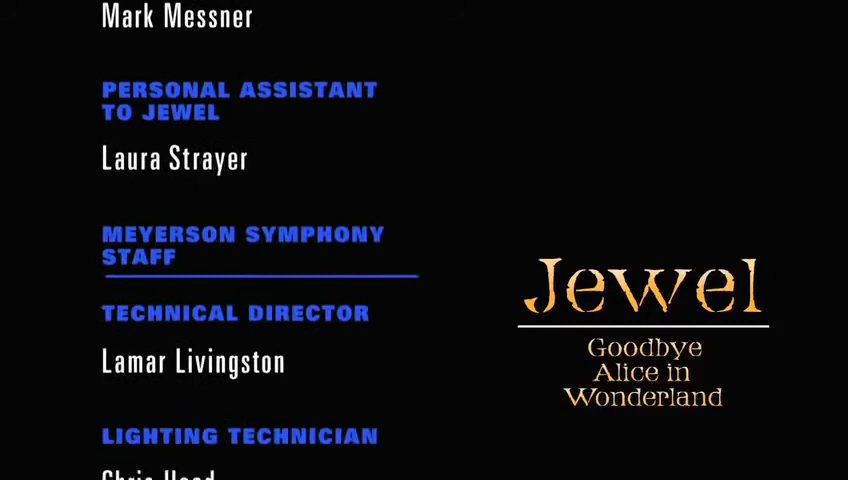 Mark Messner
PERSONAL ASSISTANT
TO JEWEL
Laura Strayer
MEYERSON SYMPHONY
STAFF
TECHNICAL DIRECTOR
Lamar Livingston
LIGHTING TECHNICIAN
Jewel
Goodbye
Alice in
Wonderland